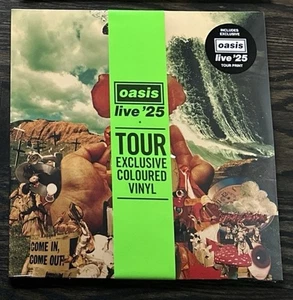 oasis
live '25
TOUR
EXCLUSIVE
COLOURED
VINYL
INCLUDES
EXCLUSIVE
oasis
live '25
TOUR PRINT
COME IN,
COME OUT